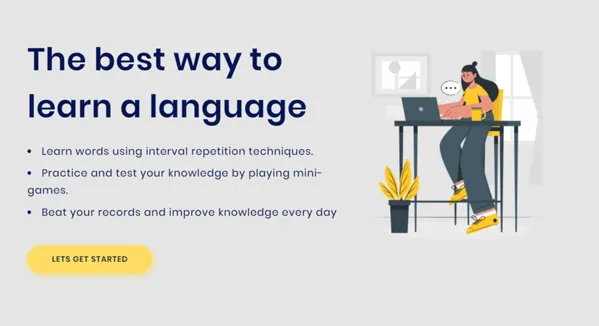 The best way to
learn a language
• Learn words using interval repetition techniques.
• Practice and test your knowledge by playing mini-
games.
• Beat your records and improve knowledge every day
LETS GET STARTED